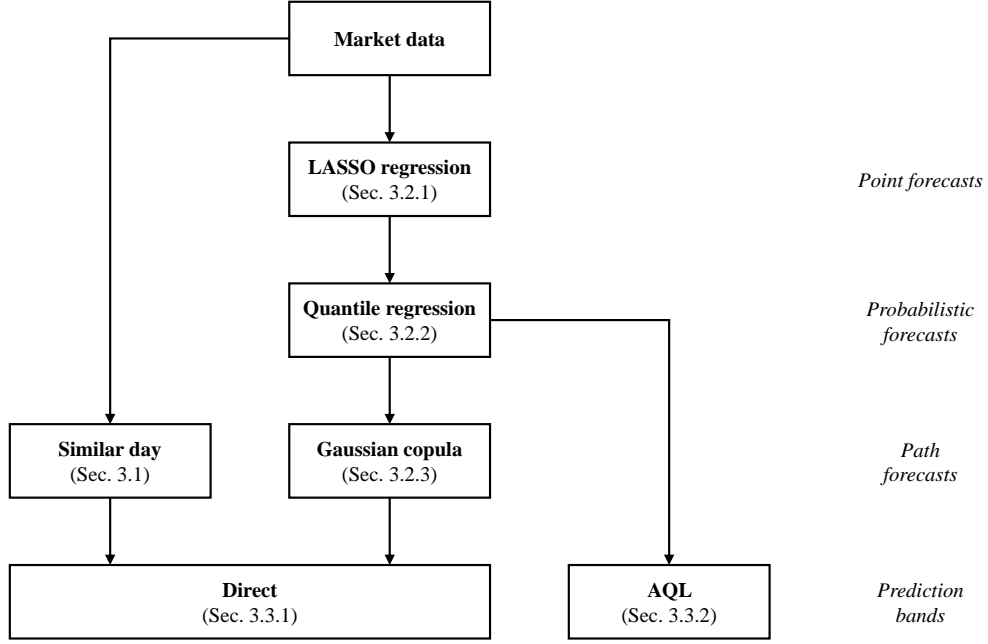 Market data
LASSO regression
(Sec. 3.2.1)
Point forecasts
Quantile regression
(Sec. 3.2.2)
Probabilistic
forecasts
Similar day
(Sec. 3.1)
Gaussian copula
(Sec. 3.2.3)
Path
forecasts
Direct
(Sec. 3.3.1)
AQL
(Sec. 3.3.2)
Prediction
bands